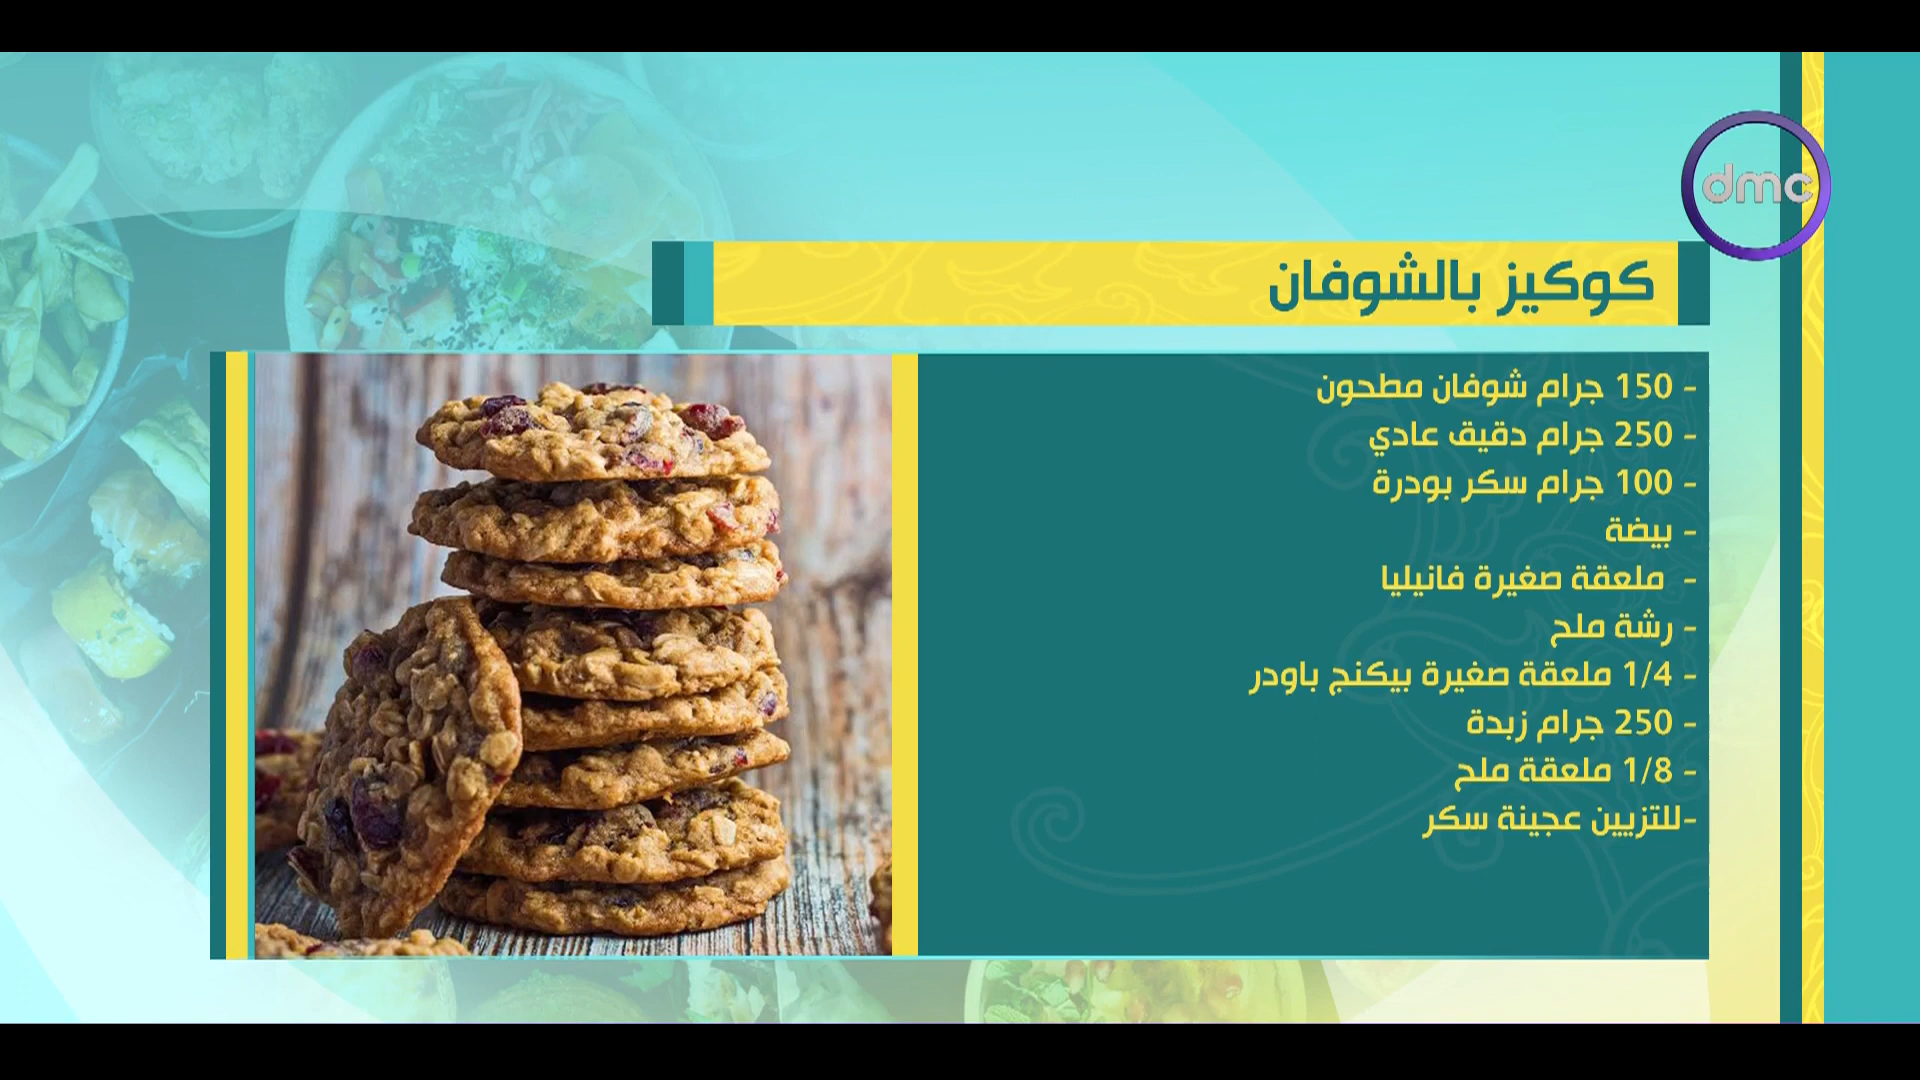 dmc
كوكيز بالشوفان
- 150 جرام شوفان مطحون
- 250 جرام دقيق عادي
- 100 جرام سكر بودرة
- بيضة
- ملعقة صغيرة فانيليا
- رشة ملح
- 1/4 ملعقة صغيرة بيكنج باودر
- 250 جرام زبدة
- 1/8 ملعقة ملح
-للتزيين عجينة سكر